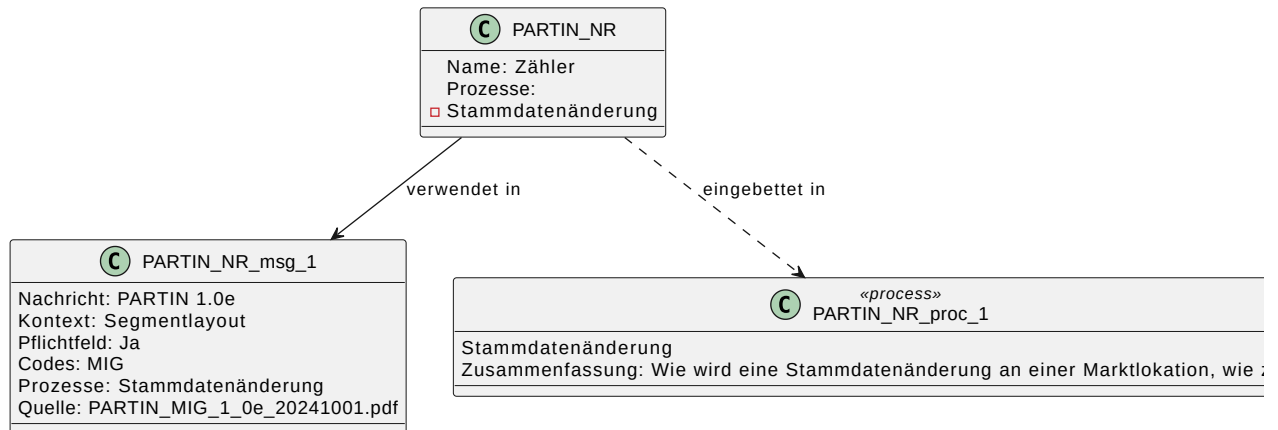 C PARTIN_NR
Name: Zähler
Prozesse:
Stammdatenänderung
verwendet in
eingebettet in
C PARTIN_NR_msg_1
Nachricht: PARTIN 1.0e
Kontext: Segmentlayout
Pflichtfeld: Ja
Codes: MIG
Prozesse: Stammdatenänderung
Quelle: PARTIN_MIG_1_0e_20241001.pdf
C «process»
PARTIN_NR_proc_1
Stammdatenänderung
Zusammenfassung: Wie wird eine Stammdatenänderung an einer Marktlokation, wie